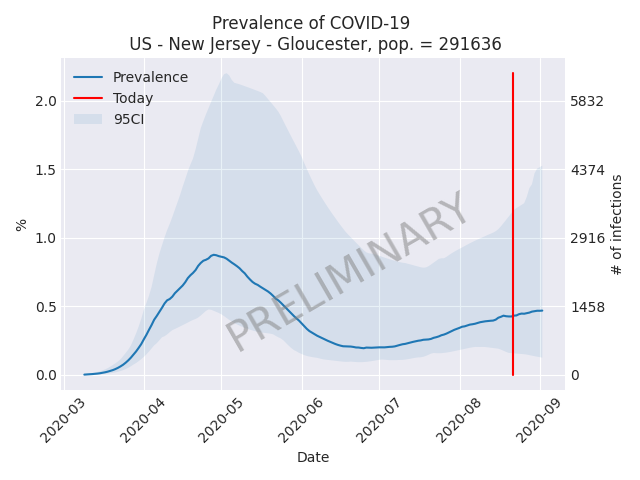 Prevalence of COVID-19
US - New Jersey - Gloucester, pop. = 291636
Prevalence
Today
95CI
2.0
1.5
1.0
0.5
0.0
%
5832
4374
2916
1458
0
# of infections
PRELIMINARY
2020-03
2020-04
2020-05
2020-06
2020-07
2020-08
2020-09
Date